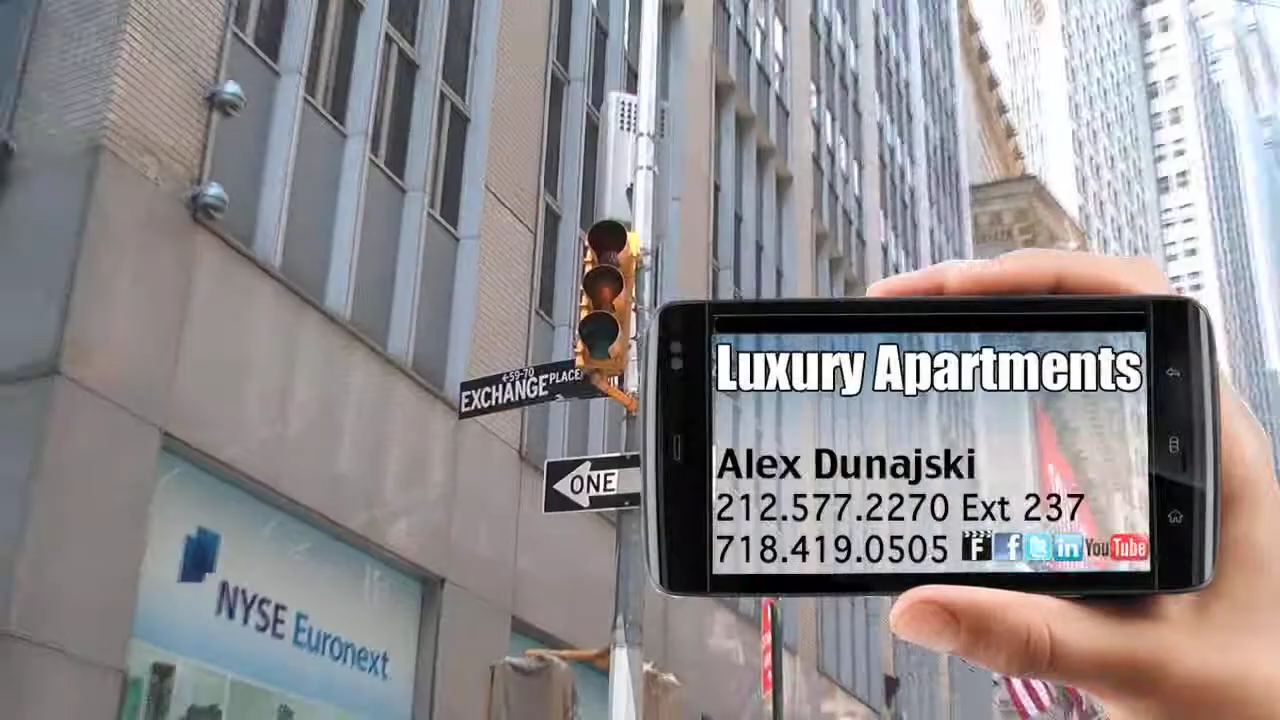 ←59-70
EXCHANGE PLACE
ONE
NYSE Euronext.
Luxury Apartments
Alex Dunajski
212.577.2270 Ext 237
718.419.0505 F f in YouTube